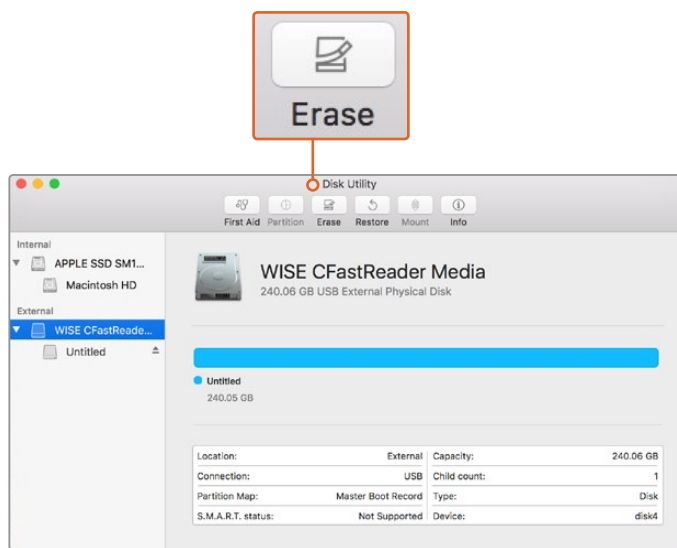 Erase
Disk Utility
First Aid Partition Erase Restore Mount Info
Internal
APPLE SSD SM1...
Macintosh HD
External
WISE CFastReade...
Untitled
WISE CFastReader Media
240.06 GB USB External Physical Disk
Untitled
240.05 GB
Location: External Capacity: 240.06 GB
Connection: USB Child count: 1
Partition Map: Master Boot Record Type: Disk
S.M.A.R.T. status: Not Supported Device: disk4